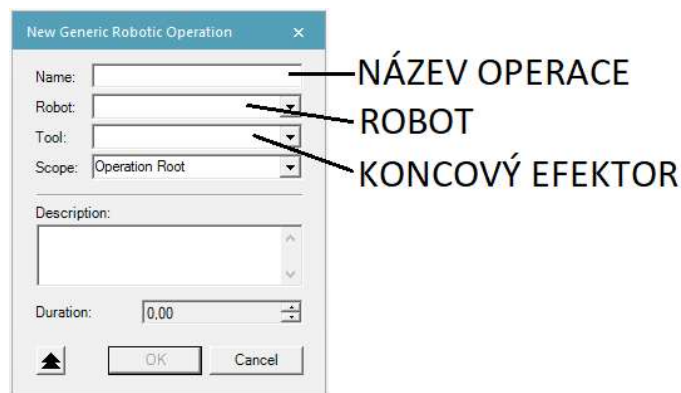 New Generic Robotic Operation ×
Name: NÁZEV OPERACE
Robot: ROBOT
Tool: KONCOVÝ EFEKTOR
Scope: Operation Root
Description:
Duration: 0,00
OK Cancel